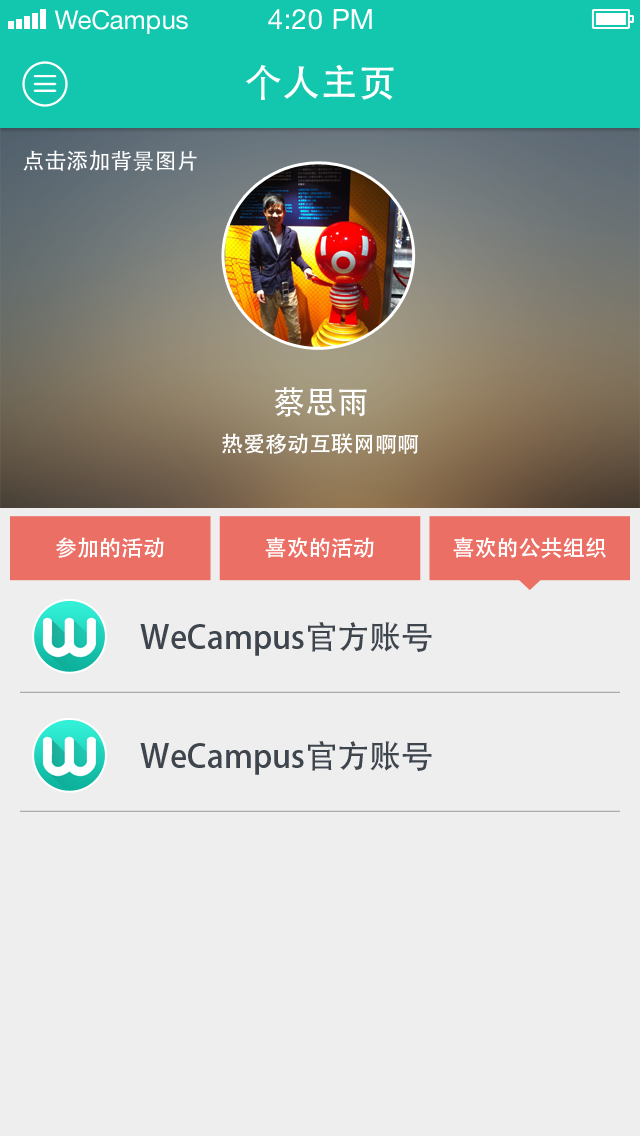 WeCampus 4:20 PM
个人主页
点击添加背景图片
蔡思雨
热爱移动互联网啊啊
参加的活动 喜欢的活动 喜欢的公共组织
WeCampus官方账号
WeCampus官方账号